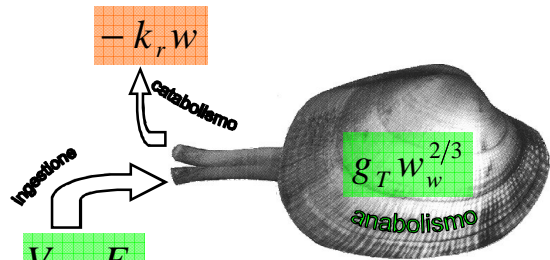 − k_r w
catabolismo
ingestione
g_T w_w^{2/3}
anabolismo